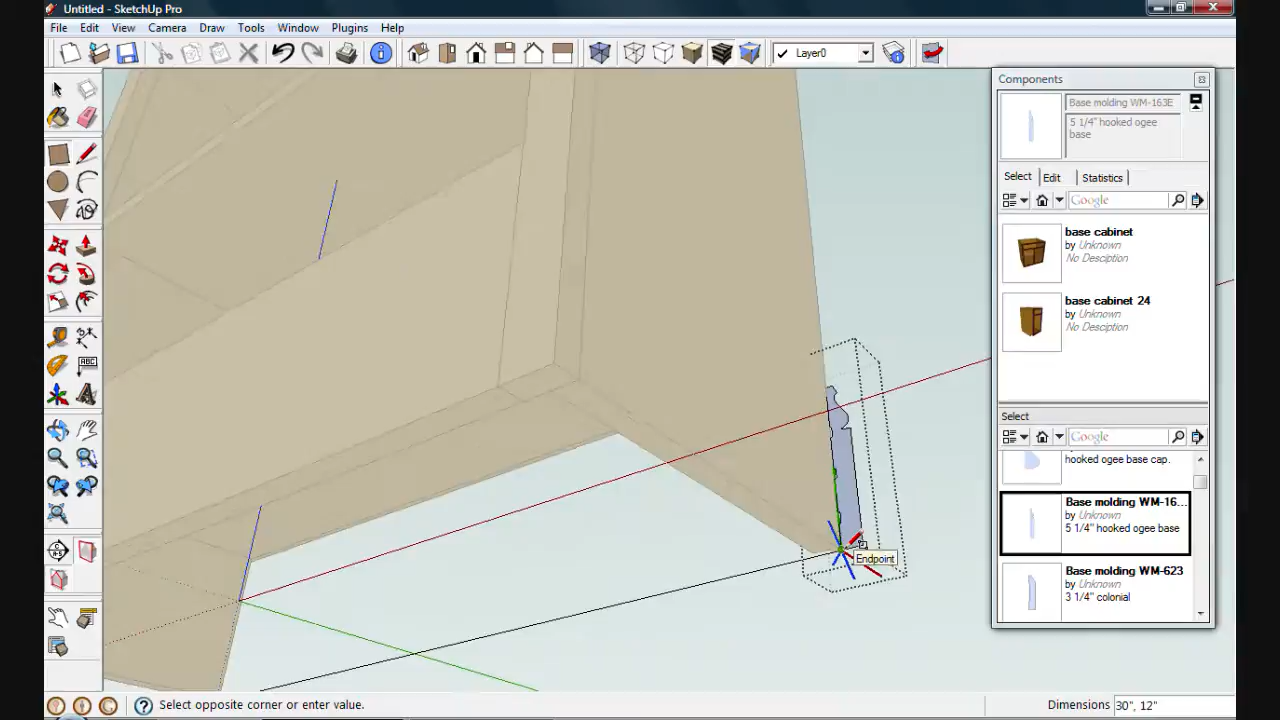 Untitled - SketchUp Pro
File Edit View Camera Draw Tools Window Plugins Help
Layer0
Components
Base molding WM-163E
5 1/4" hooked ogee
base
Select Edit Statistics
Google
base cabinet
by Unknown
No Desciption
base cabinet 24
by Unknown
No Desciption
Select
Google
hooked ogee base cap.
Base molding WM-16...
by Unknown
5 1/4" hooked ogee base
Base molding WM-623
by Unknown
3 1/4" colonial
ABC
Endpoint
Select opposite corner or enter value.
Dimensions 30", 12"